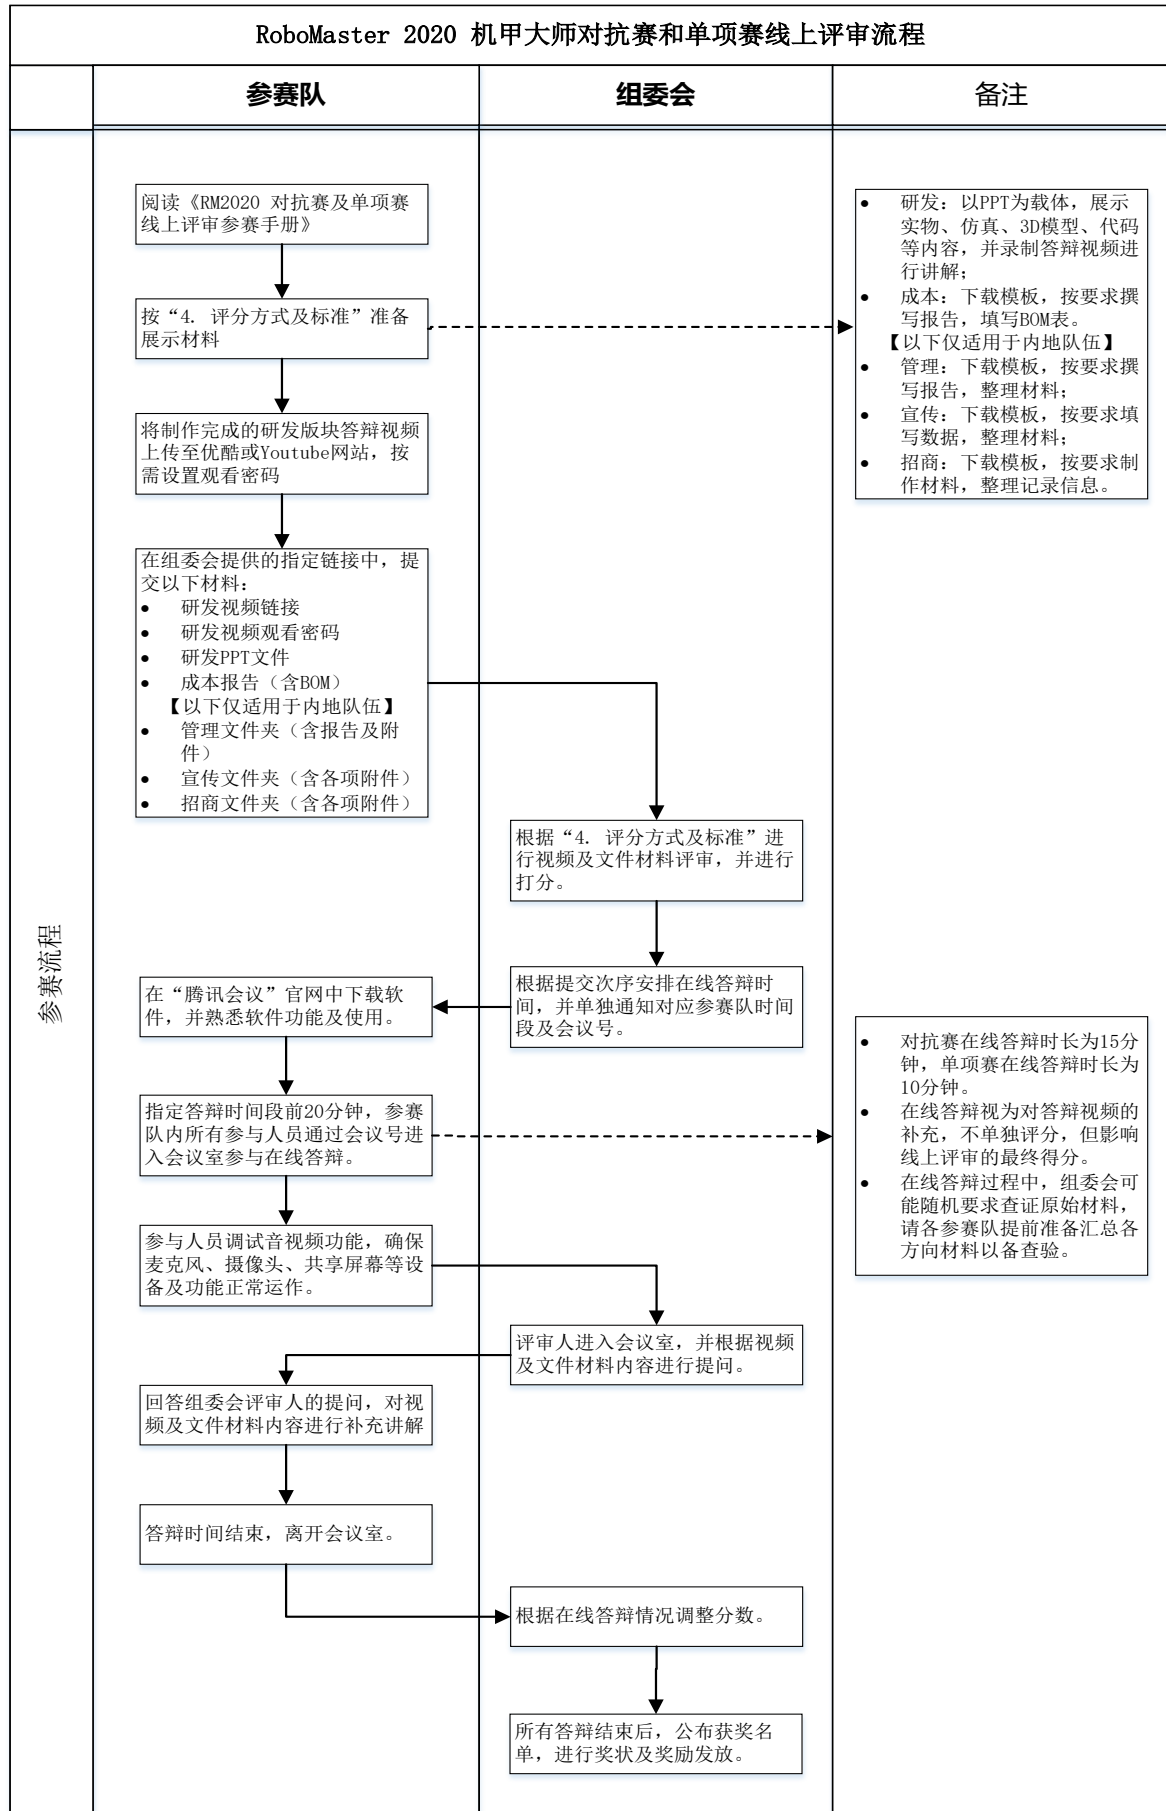 RoboMaster 2020 机甲大师对抗赛和单项赛线上评审流程
参赛队
组委会
备注
参赛流程
阅读《RM2020 对抗赛及单项赛
线上评审参赛手册》
按“4. 评分方式及标准”准备
展示材料
• 研发：以PPT为载体，展示
实物、仿真、3D模型、代码
等内容，并录制答辩视频进
行讲解；
• 成本：下载模板，按要求撰
写报告，填写BOM表。
【以下仅适用于内地队伍】
• 管理：下载模板，按要求撰
写报告，整理材料；
• 宣传：下载模板，按要求填
写数据，整理材料；
• 招商：下载模板，按要求制
作材料，整理记录信息。
将制作完成的研发版块答辩视频
上传至优酷或Youtube网站，按
需设置观看密码
在组委会提供的指定链接中，提
交以下材料：
• 研发视频链接
• 研发视频观看密码
• 研发PPT文件
• 成本报告（含BOM）
【以下仅适用于内地队伍】
• 管理文件夹（含报告及附
件）
• 宣传文件夹（含各项附件）
• 招商文件夹（含各项附件）
根据“4. 评分方式及标准”进
行视频及文件材料评审，并进行
打分。
根据提交次序安排在线答辩时
间，并单独通知对应参赛队时间
段及会议号。
在“腾讯会议”官网中下载软
件，并熟悉软件功能及使用。
指定答辩时间段前20分钟，参赛
队内所有参与人员通过会议号进
入会议室参与在线答辩。
• 对抗赛在线答辩时长为15分
钟，单项赛在线答辩时长为
10分钟。
• 在线答辩视为对答辩视频的
补充，不单独评分，但影响
线上评审的最终得分。
• 在线答辩过程中，组委会可
能随机要求查证原始材料，
请各参赛队提前准备汇总各
方向材料以备查验。
参与人员调试音视频功能，确保
麦克风、摄像头、共享屏幕等设
备及功能正常运作。
评审人进入会议室，并根据视频
及文件材料内容进行提问。
回答组委会评审人的提问，对视
频及文件材料内容进行补充讲解
答辩时间结束，离开会议室。
根据在线答辩情况调整分数。
所有答辩结束后，公布获奖名
单，进行奖状及奖励发放。